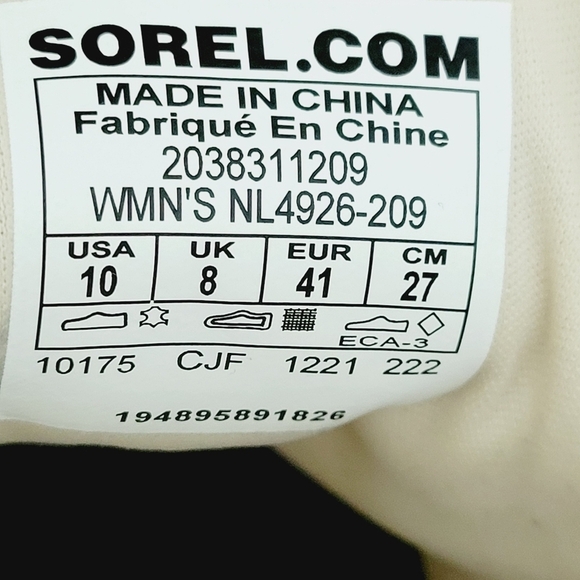 SOREL.COM
MADE IN CHINA
Fabriqué En Chine
2038311209
WMN'S NL4926-209
USA UK EUR CM
10 8 41 27
ECA-3
10175 CJF 1221 222
194895891826